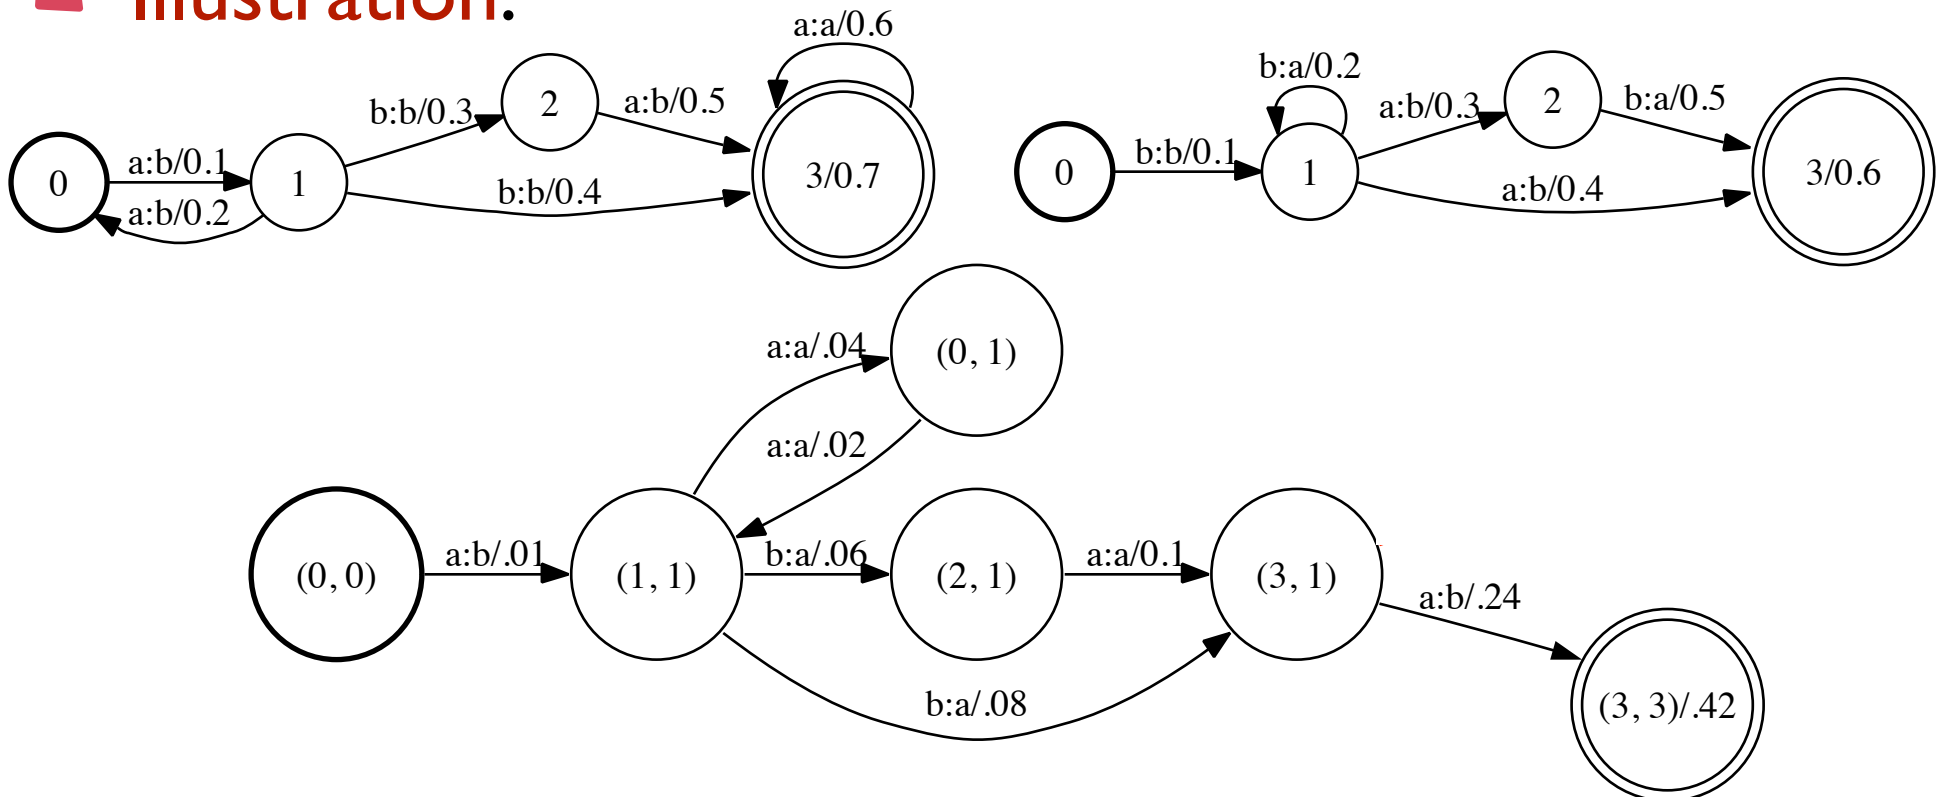 Illustration:
a:a/0.6
b:b/0.3
2
a:b/0.5
0
a:b/0.1
1
a:b/0.2
b:b/0.4
3/0.7
b:a/0.2
a:b/0.3
2
b:a/0.5
0
b:b/0.1
1
a:b/0.4
3/0.6
a:a/.04
(0, 1)
a:a/.02
(0, 0)
a:b/.01
(1, 1)
b:a/.06
(2, 1)
a:a/0.1
(3, 1)
a:b/.24
b:a/.08
(3, 3)/.42